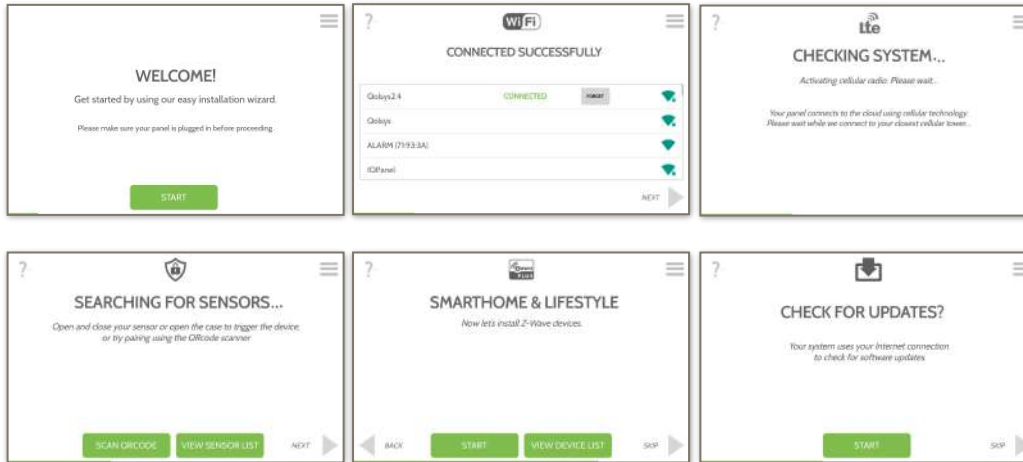 WELCOME!
Get started by using our easy installation wizard.
Please make sure your panel is plugged in before proceeding.
START
?
WiFi
CONNECTED SUCCESSFULLY
Qolsys2.4 CONNECTED FORGET
Qolsys
ALARM (71:93:3A)
IQPanel
NEXT
?
lte
CHECKING SYSTEM...
Activating cellular radio. Please wait...
Your panel connects to the cloud using cellular technology.
Please wait while we connect to your closest cellular tower...
?
SEARCHING FOR SENSORS...
Open and close your sensor or open the case to trigger the device,
or try pairing using the QRcode scanner
SCAN QRCODE VIEW SENSOR LIST NEXT
?
PLUS
SMARTHOME & LIFESTYLE
Now let's install Z-Wave devices.
BACK START VIEW DEVICE LIST SKIP
?
CHECK FOR UPDATES?
Your system uses your Internet connection
to check for software updates
START SKIP